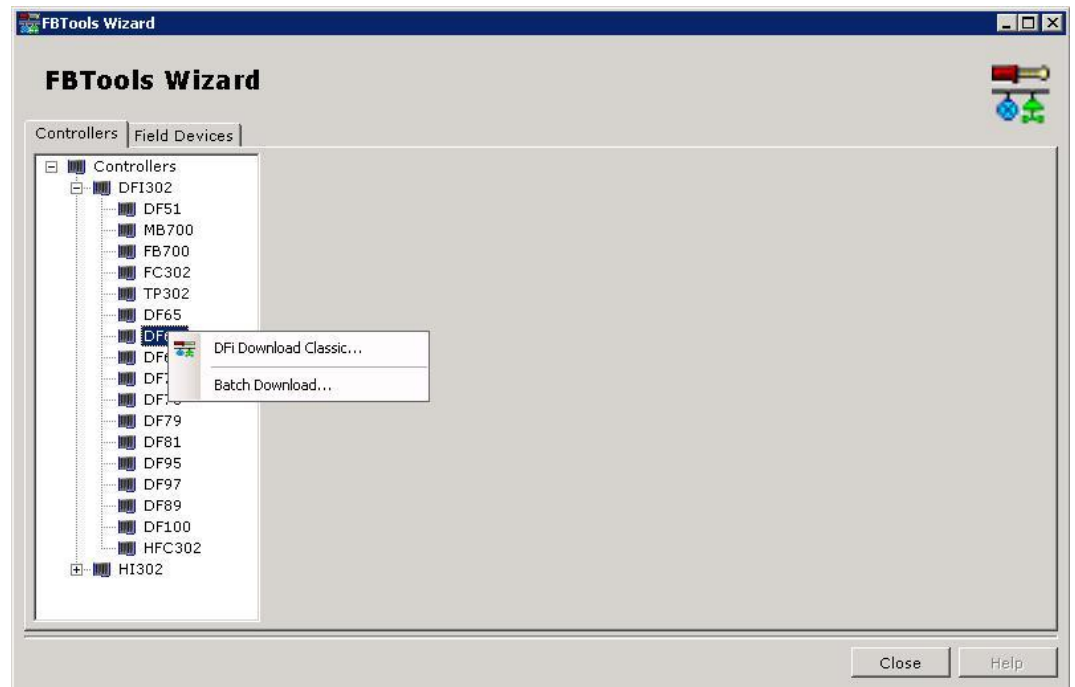 FBTools Wizard
FBTools Wizard
Controllers Field Devices
Controllers
DFI302
DF51
MB700
FB700
FC302
TP302
DF65
DFi Download Classic...
Batch Download...
DF79
DF81
DF95
DF97
DF89
DF100
HFC302
HI302
Close Help